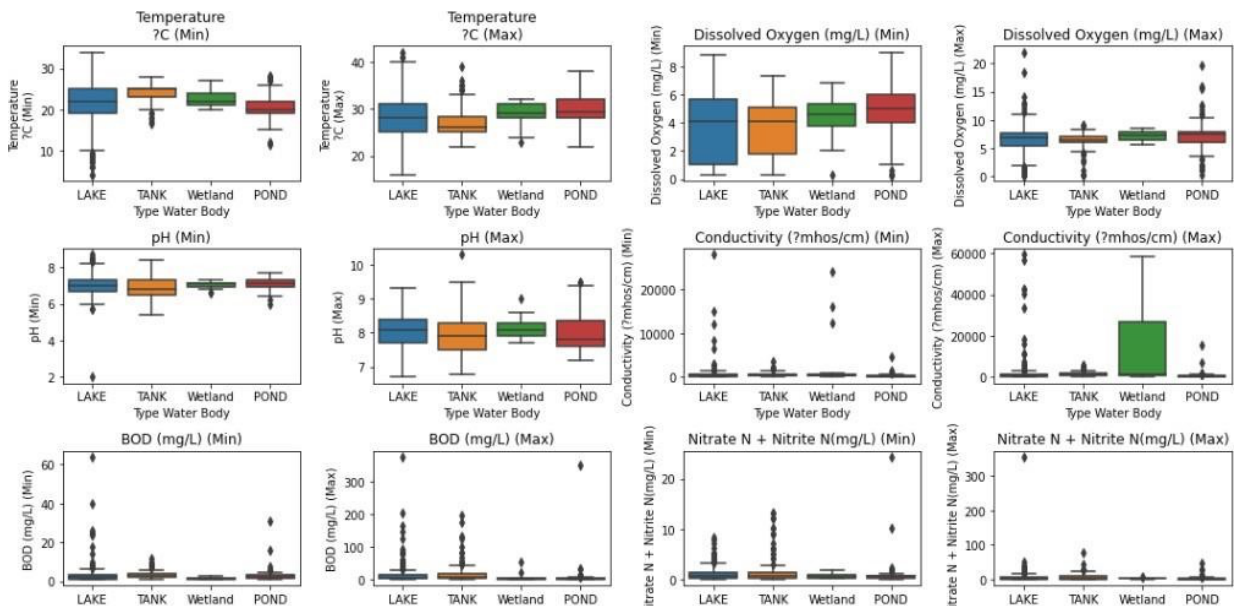 Temperature
?C (Min)
Temperature
?C (Min)
30
20
10
LAKE TANK Wetland POND
Type Water Body
Temperature
?C (Max)
Temperature
?C (Max)
40
30
20
LAKE TANK Wetland POND
Type Water Body
Dissolved Oxygen (mg/L) (Min)
Dissolved Oxygen (mg/L) (Min)
8
6
4
2
0
LAKE TANK Wetland POND
Type Water Body
Dissolved Oxygen (mg/L) (Max)
Dissolved Oxygen (mg/L) (Max)
20
15
10
5
0
LAKE TANK Wetland POND
Type Water Body
pH (Min)
pH (Min)
8
6
4
2
LAKE TANK Wetland POND
Type Water Body
pH (Max)
pH (Max)
10
9
8
7
LAKE TANK Wetland POND
Type Water Body
Conductivity (?mhos/cm) (Min)
Conductivity (?mhos/cm) (Min)
20000
10000
0
LAKE TANK Wetland POND
Type Water Body
Conductivity (?mhos/cm) (Max)
Conductivity (?mhos/cm) (Max)
60000
40000
20000
0
LAKE TANK Wetland POND
Type Water Body
BOD (mg/L) (Min)
BOD (mg/L) (Min)
60
40
20
0
LAKE TANK Wetland POND
BOD (mg/L) (Max)
BOD (mg/L) (Max)
300
200
100
0
LAKE TANK Wetland POND
Nitrate N + Nitrite N(mg/L) (Min)
itrate N + Nitrite N(mg/L) (Min)
20
10
0
LAKE TANK Wetland POND
Nitrate N + Nitrite N(mg/L) (Max)
itrate N + Nitrite N(mg/L) (Max)
300
200
100
0
LAKE TANK Wetland POND